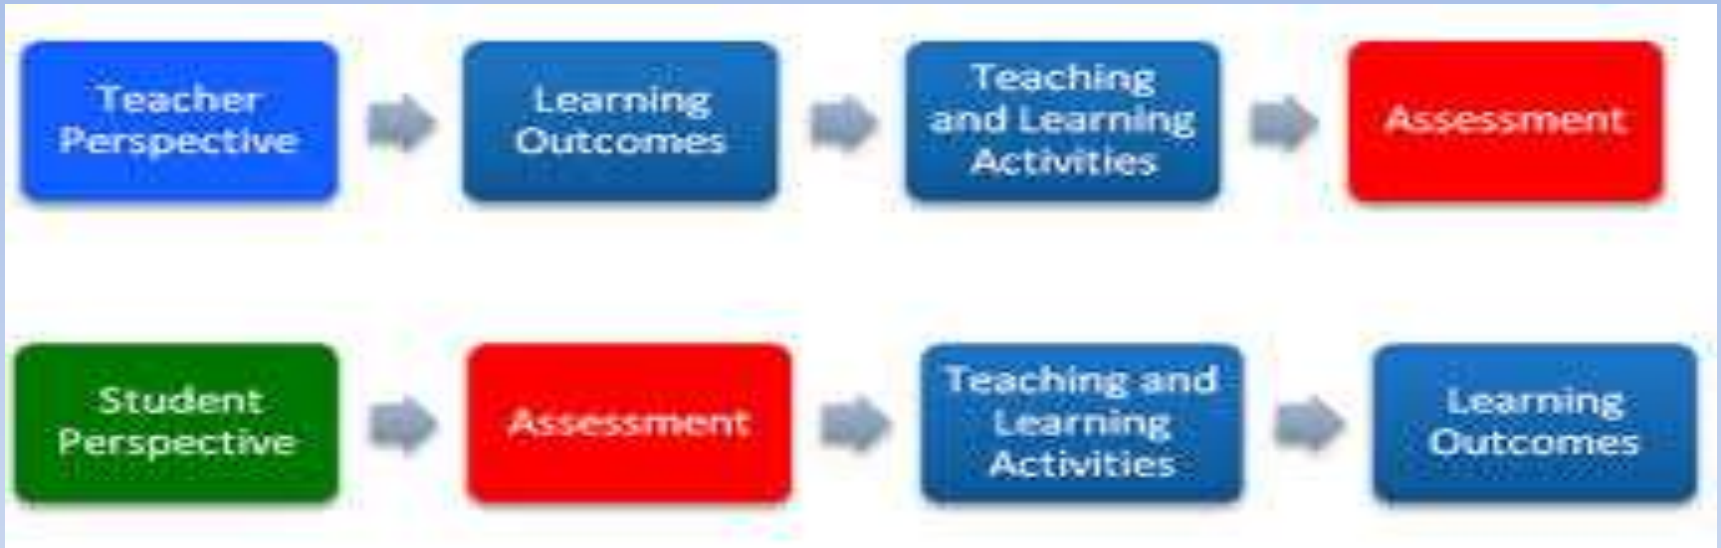 Teacher
Perspective
Learning
Outcomes
Teaching
and Learning
Activities
Assessment
Student
Perspective
Assessment
Teaching and
Learning
Activities
Learning
Outcomes